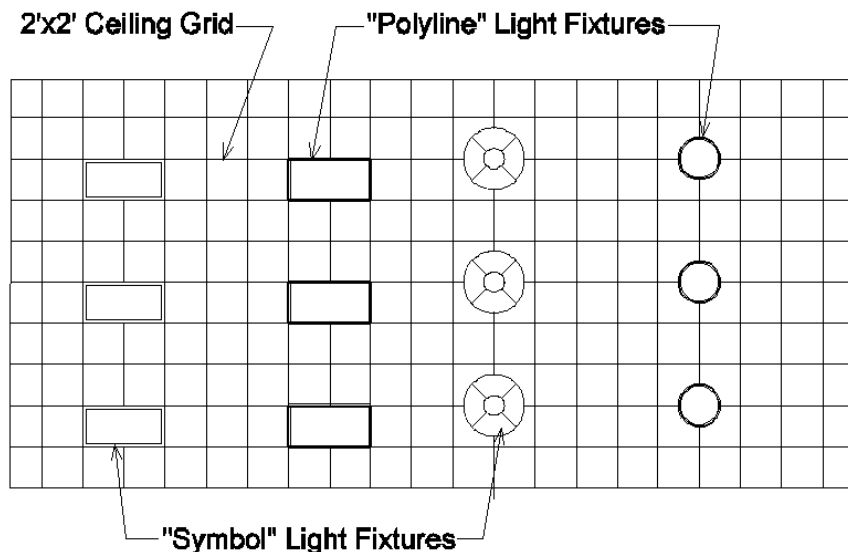 2'x2' Ceiling Grid
"Polyline" Light Fixtures
"Symbol" Light Fixtures